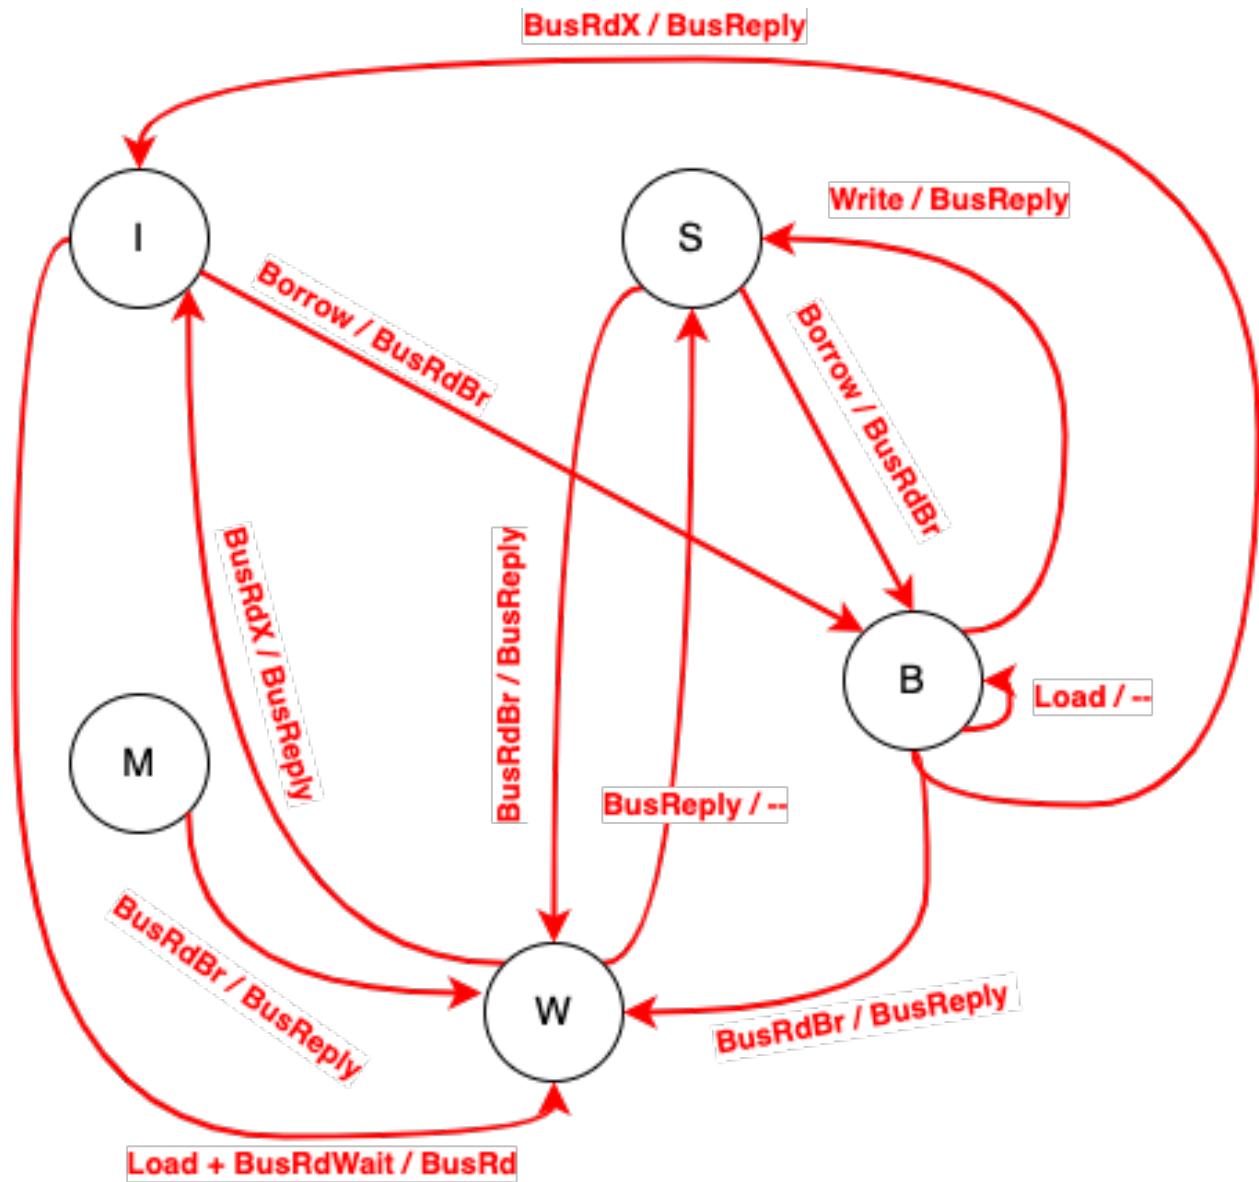 BusRdX / BusReply
I
S
Write / BusReply
Borrow / BusRdBr
Borrow / BusRdBr
BusRdX / BusReply
BusRdBr / BusReply
B
Load / --
M
BusReply / --
BusRdBr / BusReply
W
BusRdBr / BusReply
Load + BusRdWait / BusRd